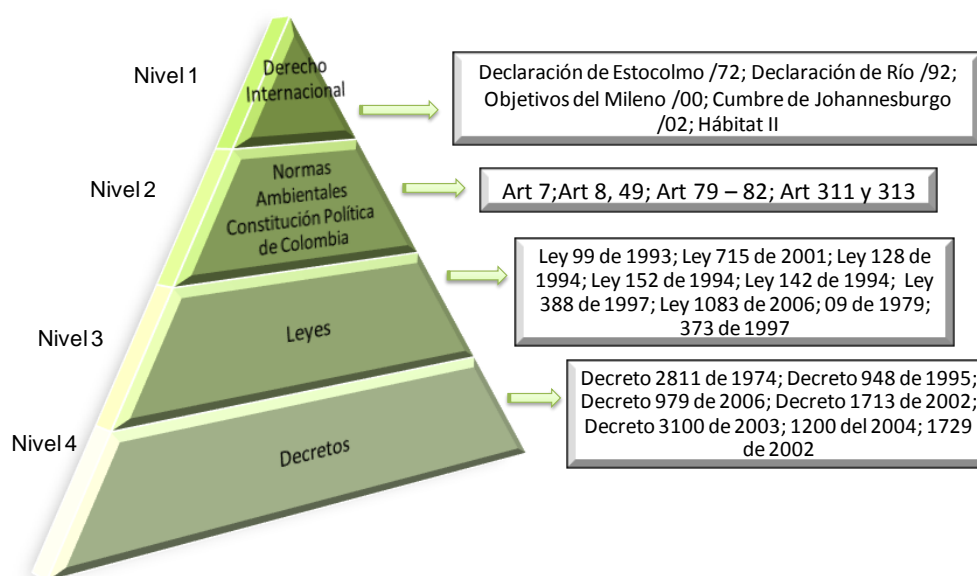 Nivel 1
Derecho
Internacional
Declaración de Estocolmo /72; Declaración de Río /92;
Objetivos del Mileno /00; Cumbre de Johannesburgo
/02; Hábitat II
Nivel 2
Normas
Ambientales
Constitución Política
de Colombia
Art 7;Art 8, 49; Art 79 – 82; Art 311 y 313
Nivel 3
Leyes
Ley 99 de 1993; Ley 715 de 2001; Ley 128 de
1994; Ley 152 de 1994; Ley 142 de 1994; Ley
388 de 1997; Ley 1083 de 2006; 09 de 1979;
373 de 1997
Nivel 4
Decretos
Decreto 2811 de 1974; Decreto 948 de 1995;
Decreto 979 de 2006; Decreto 1713 de 2002;
Decreto 3100 de 2003; 1200 del 2004; 1729
de 2002